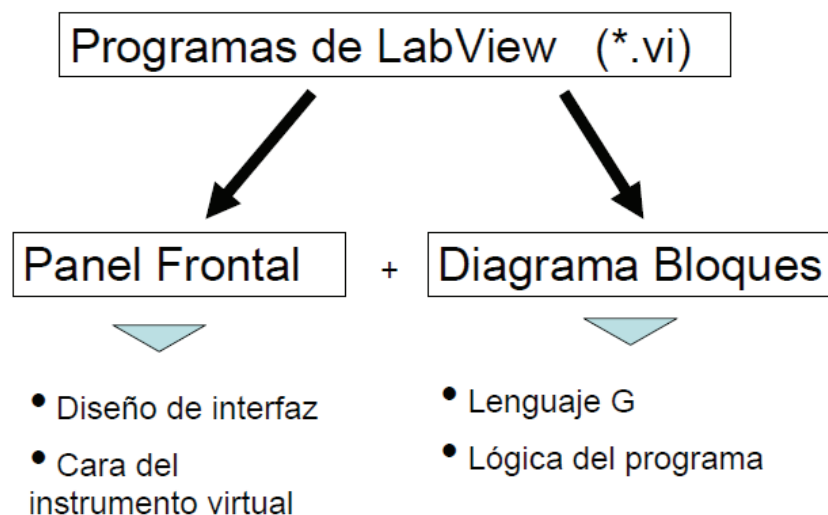 Programas de LabView (*.vi)
Panel Frontal + Diagrama Bloques
• Diseño de interfaz
• Cara del
instrumento virtual
• Lenguaje G
• Lógica del programa